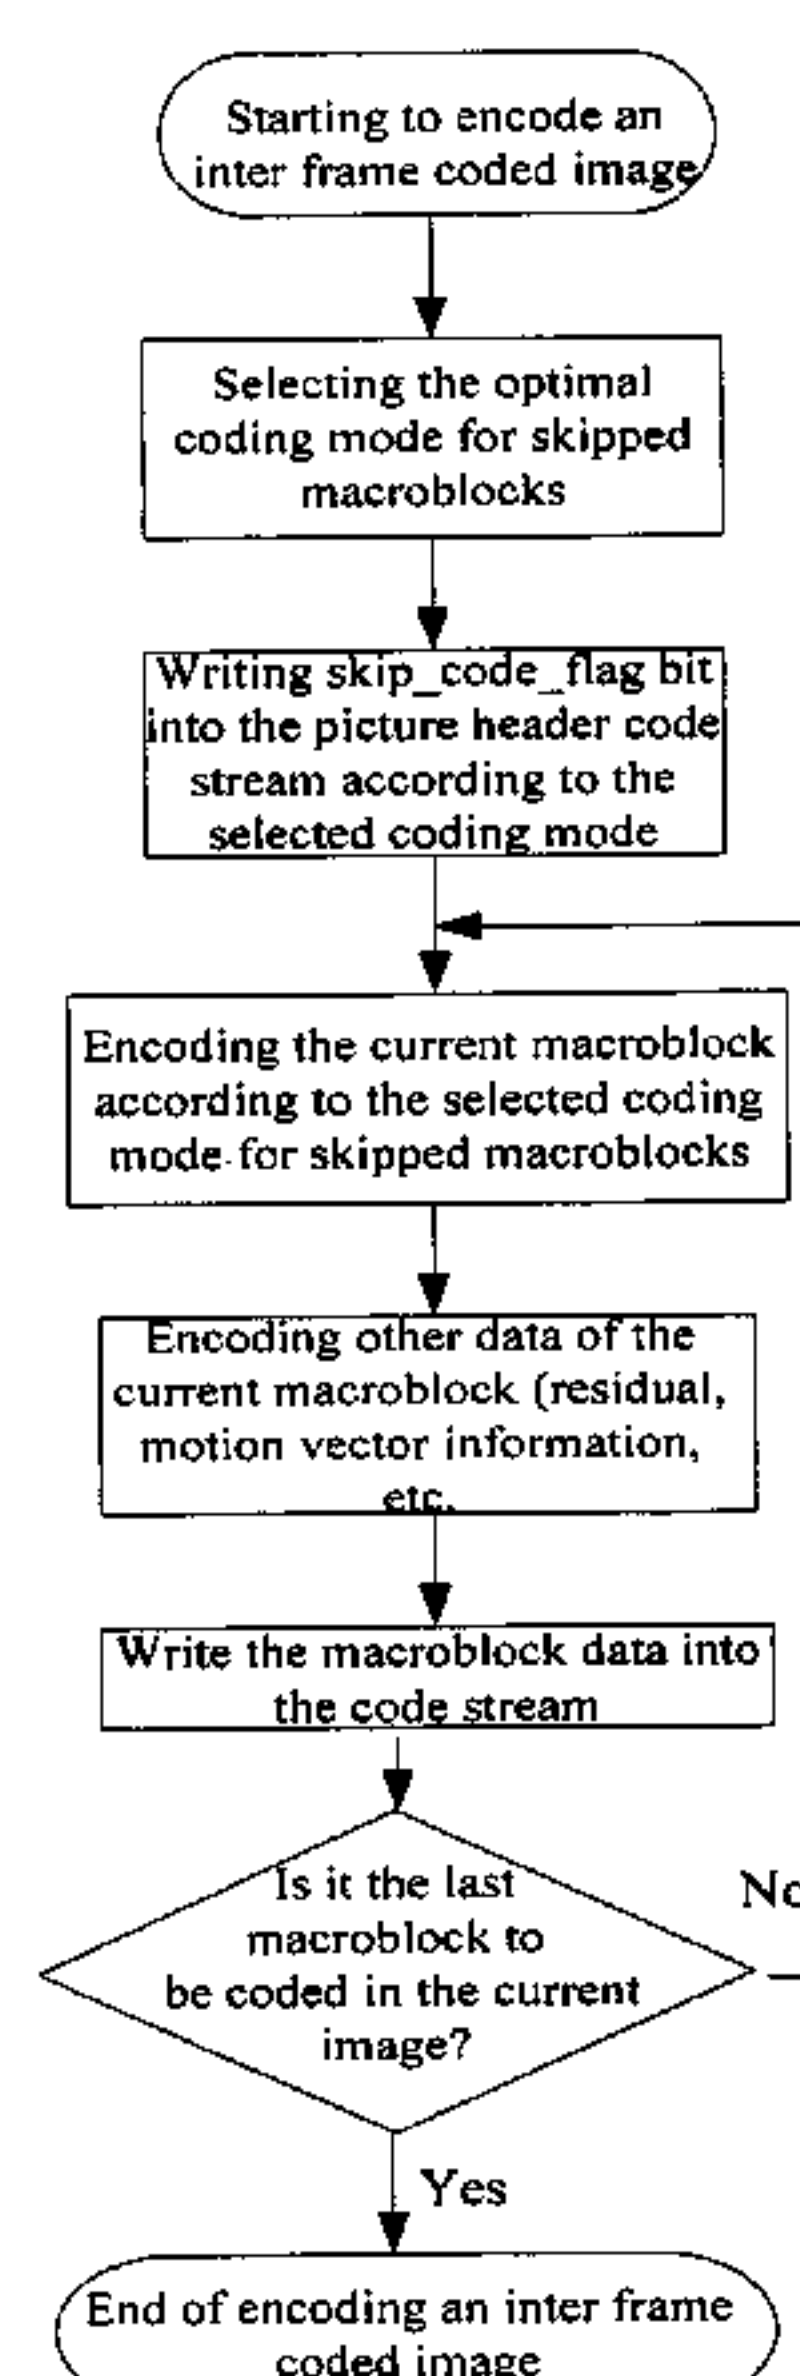 Starting to encode an
inter frame coded image
Selecting the optimal
coding mode for skipped
macroblocks
Writing skip_code_flag bit
into the picture header code
stream according to the
selected coding mode
Encoding the current macroblock
according to the selected coding
mode for skipped macroblocks
Encoding other data of the
current macroblock (residual,
motion vector information,
etc.
Write the macroblock data into
the code stream
Is it the last
macroblock to
be coded in the current
image?
No
Yes
End of encoding an inter frame
coded image